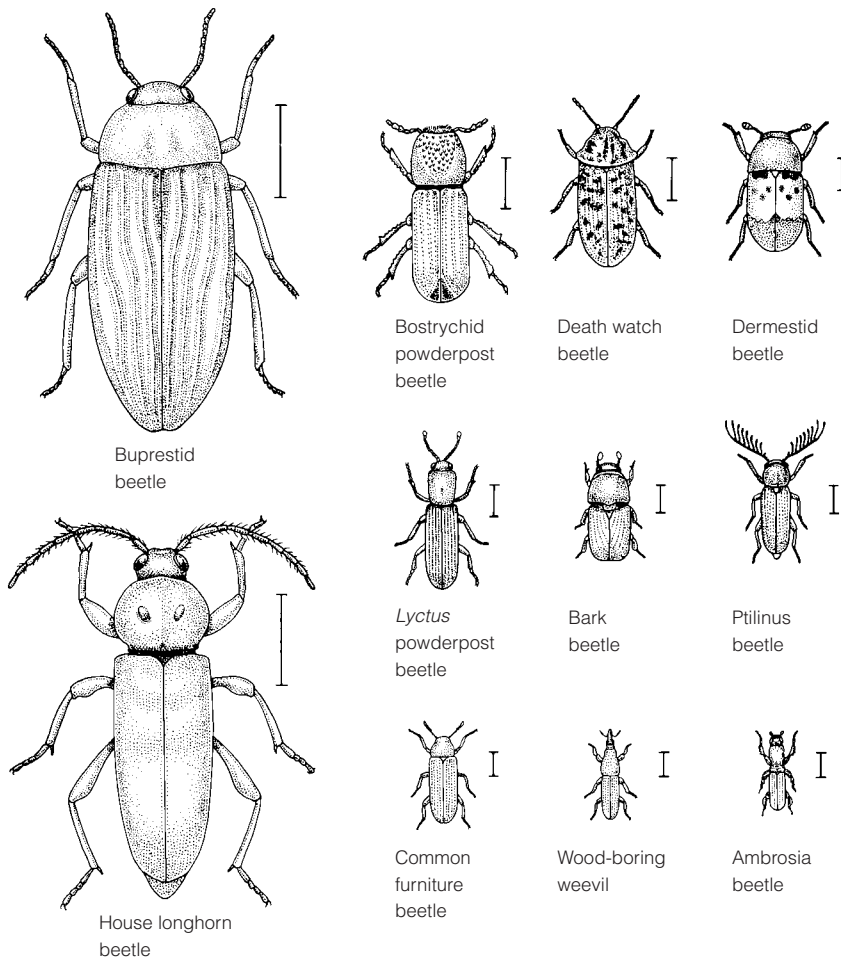 Bostrychid
powderpost
beetle
Death watch
beetle
Dermestid
beetle
Buprestid
beetle
Lyctus
powderpost
beetle
Bark
beetle
Ptilinus
beetle
Common
furniture
beetle
Wood-boring
weevil
Ambrosia
beetle
House longhorn
beetle